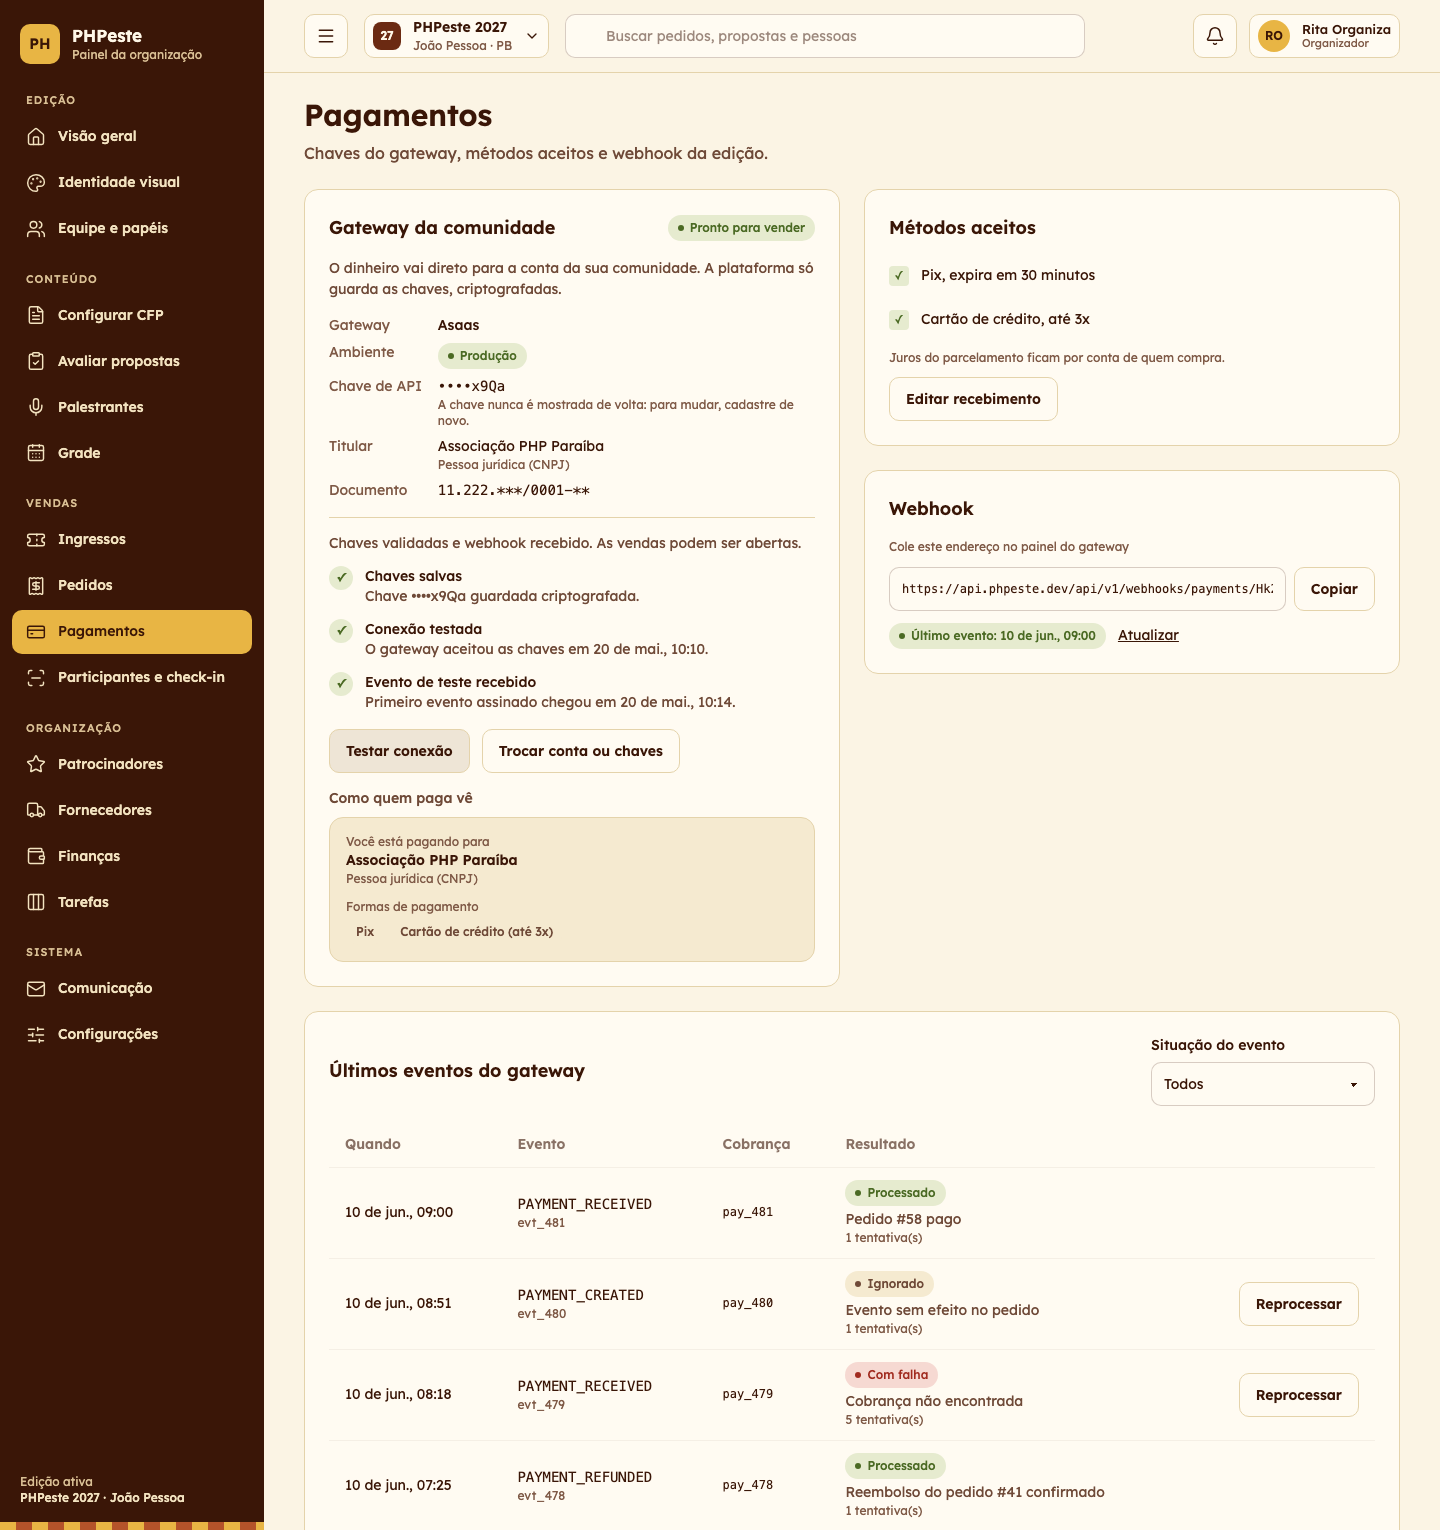 PH
PHPeste
Painel da organização
EDIÇÃO
Visão geral
Identidade visual
Equipe e papéis
CONTEÚDO
Configurar CFP
Avaliar propostas
Palestrantes
Grade
VENDAS
Ingressos
Pedidos
Pagamentos
Participantes e check-in
ORGANIZAÇÃO
Patrocinadores
Fornecedores
Finanças
Tarefas
SISTEMA
Comunicação
Configurações
Edição ativa
PHPeste 2027 · João Pessoa
27
PHPeste 2027
João Pessoa · PB
Buscar pedidos, propostas e pessoas
RO
Rita Organiza
Organizador
Pagamentos
Chaves do gateway, métodos aceitos e webhook da edição.
Gateway da comunidade
Pronto para vender
O dinheiro vai direto para a conta da sua comunidade. A plataforma só
guarda as chaves, criptografadas.
Gateway Asaas
Ambiente Produção
Chave de API ••••x9Qa
A chave nunca é mostrada de volta: para mudar, cadastre de
novo.
Titular Associação PHP Paraíba
Pessoa jurídica (CNPJ)
Documento 11.222.***/0001-**
Chaves validadas e webhook recebido. As vendas podem ser abertas.
✓ Chaves salvas
Chave ••••x9Qa guardada criptografada.
✓ Conexão testada
O gateway aceitou as chaves em 20 de mai., 10:10.
✓ Evento de teste recebido
Primeiro evento assinado chegou em 20 de mai., 10:14.
Testar conexão
Trocar conta ou chaves
Como quem paga vê
Você está pagando para
Associação PHP Paraíba
Pessoa jurídica (CNPJ)
Formas de pagamento
Pix Cartão de crédito (até 3x)
Métodos aceitos
✓ Pix, expira em 30 minutos
✓ Cartão de crédito, até 3x
Juros do parcelamento ficam por conta de quem compra.
Editar recebimento
Webhook
Cole este endereço no painel do gateway
https://api.phpeste.dev/api/v1/webhooks/payments/Hk
Copiar
Último evento: 10 de jun., 09:00
Atualizar
Últimos eventos do gateway
Situação do evento
Todos
Quando Evento Cobrança Resultado
10 de jun., 09:00
PAYMENT_RECEIVED
evt_481
pay_481
Processado
Pedido #58 pago
1 tentativa(s)
10 de jun., 08:51
PAYMENT_CREATED
evt_480
pay_480
Ignorado
Evento sem efeito no pedido
1 tentativa(s)
Reprocessar
10 de jun., 08:18
PAYMENT_RECEIVED
evt_479
pay_479
Com falha
Cobrança não encontrada
5 tentativa(s)
Reprocessar
10 de jun., 07:25
PAYMENT_REFUNDED
evt_478
pay_478
Processado
Reembolso do pedido #41 confirmado
1 tentativa(s)